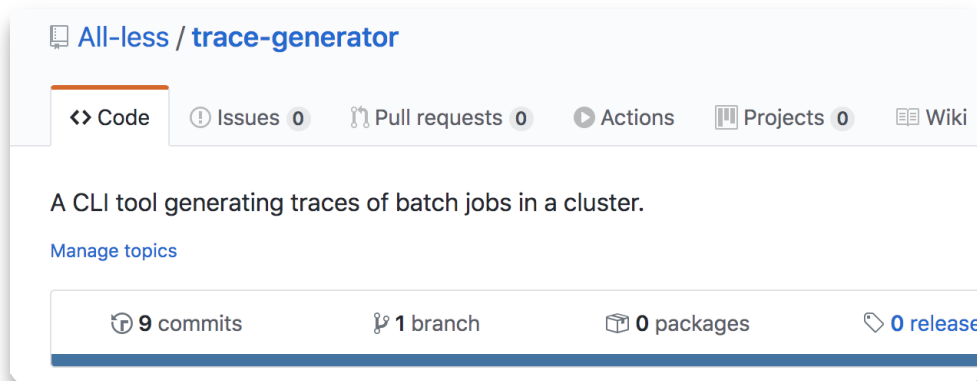 All-less / trace-generator
Code Issues 0 Pull requests 0 Actions Projects 0 Wiki
A CLI tool generating traces of batch jobs in a cluster.
Manage topics
9 commits 1 branch 0 packages 0 release